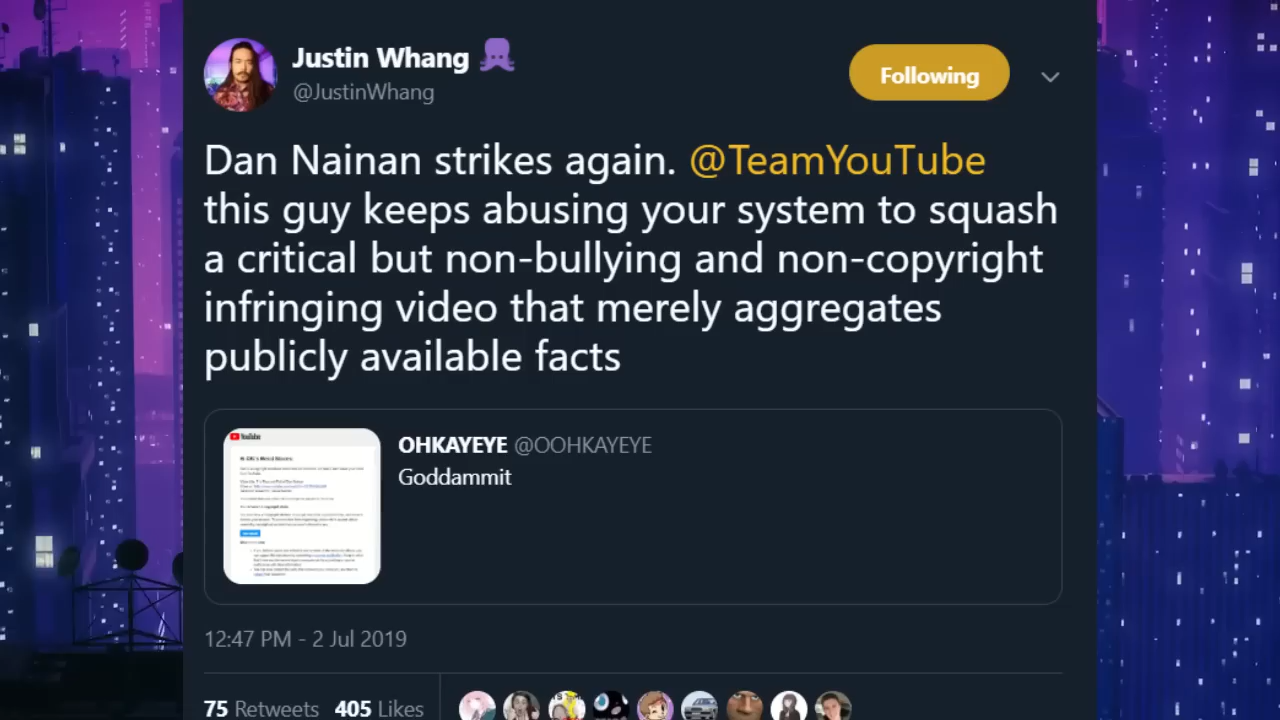 Justin Whang
@JustinWhang
Following
Dan Nainan strikes again. @TeamYouTube
this guy keeps abusing your system to squash
a critical but non-bullying and non-copyright
infringing video that merely aggregates
publicly available facts
YouTube
OHKAYEYE @OOHKAYEYE
Goddammit
12:47 PM - 2 Jul 2019
75 Retweets 405 Likes